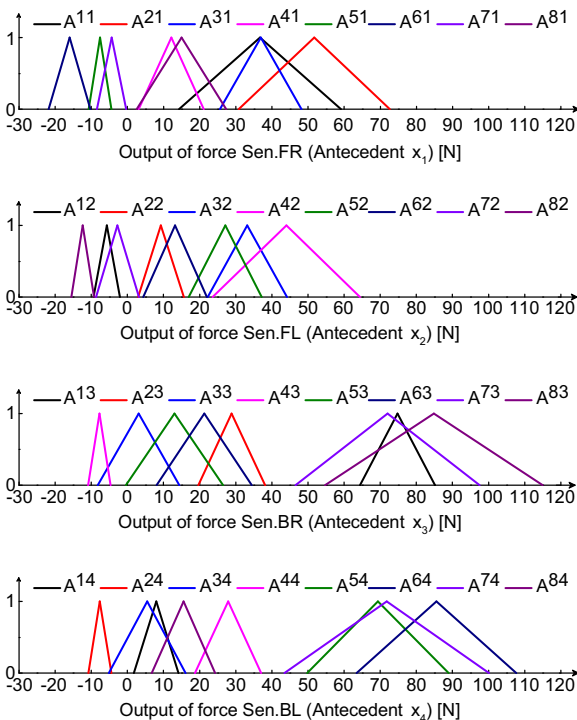 A11 A21 A31 A41 A51 A61 A71 A81
1
0
-30 -20 -10 0 10 20 30 40 50 60 70 80 90 100 110 120
Output of force Sen.FR (Antecedent x1) [N]
A12 A22 A32 A42 A52 A62 A72 A82
1
0
-30 -20 -10 0 10 20 30 40 50 60 70 80 90 100 110 120
Output of force Sen.FL (Antecedent x2) [N]
A13 A23 A33 A43 A53 A63 A73 A83
1
0
-30 -20 -10 0 10 20 30 40 50 60 70 80 90 100 110 120
Output of force Sen.BR (Antecedent x3) [N]
A14 A24 A34 A44 A54 A64 A74 A84
1
0
-30 -20 -10 0 10 20 30 40 50 60 70 80 90 100 110 120
Output of force Sen.BL (Antecedent x4) [N]